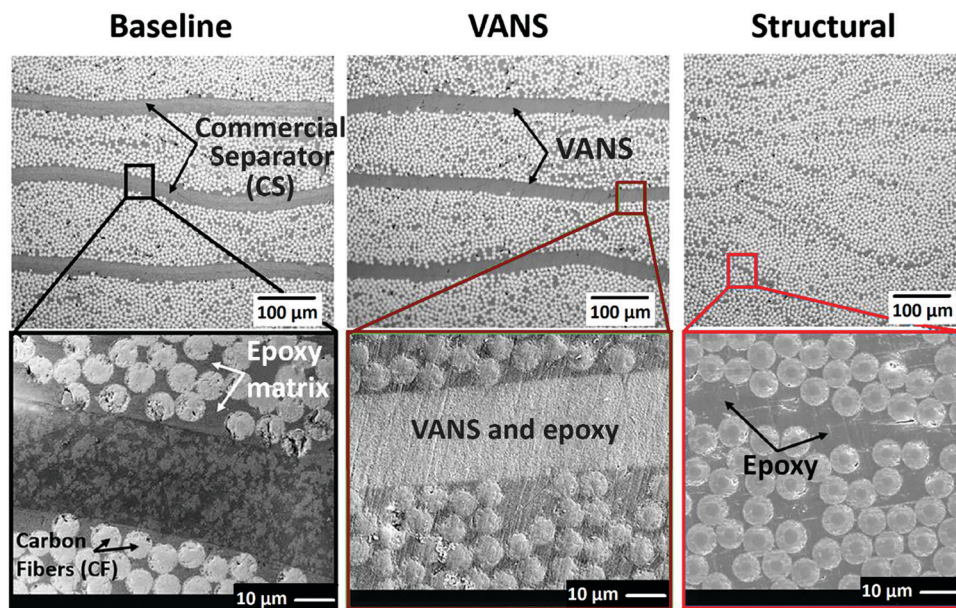 Baseline
VANS
Structural
Commercial
Separator
(CS)
VANS
100 µm
100 µm
100 µm
Epoxy
matrix
Carbon
Fibers (CF)
10 µm
VANS and epoxy
10 µm
Epoxy
10 µm